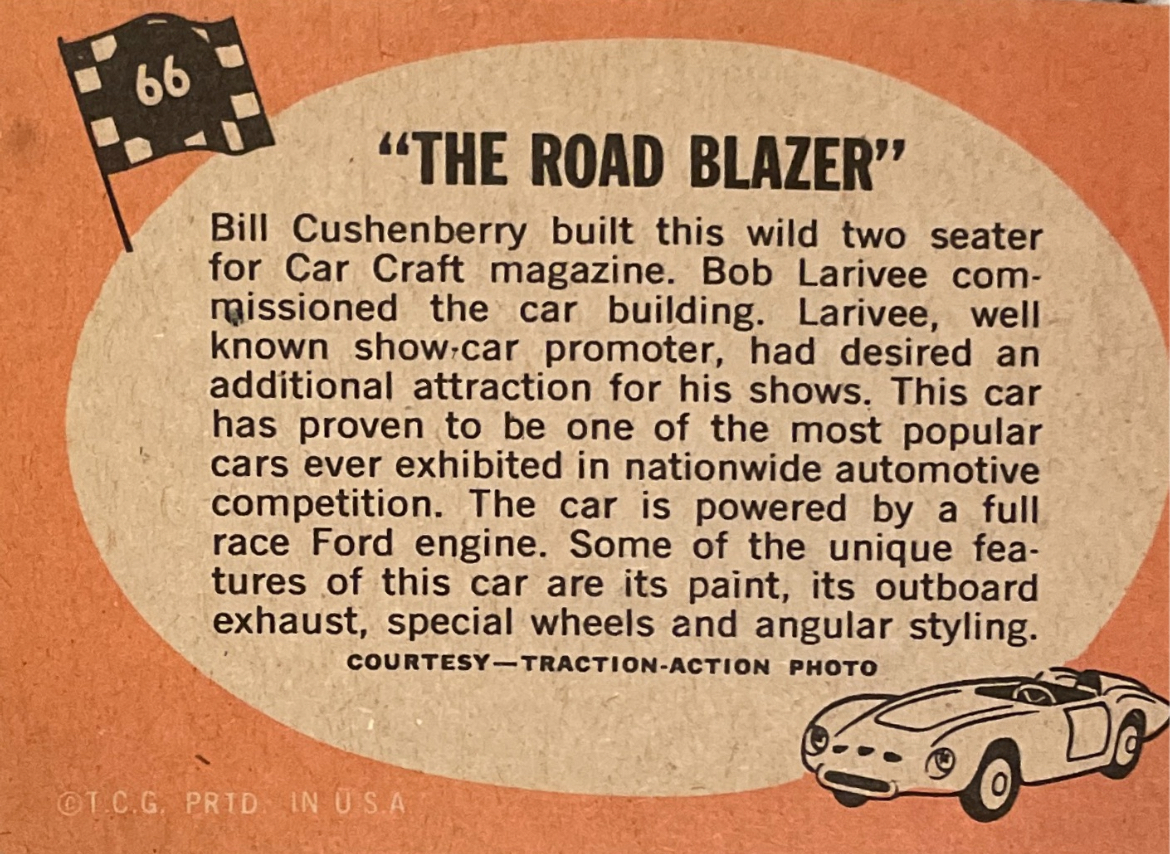 66
“THE ROAD BLAZER”
Bill Cushenberry built this wild two seater
for Car Craft magazine. Bob Larivee com-
missioned the car building. Larivee, well
known show-car promoter, had desired an
additional attraction for his shows. This car
has proven to be one of the most popular
cars ever exhibited in nationwide automotive
competition. The car is powered by a full
race Ford engine. Some of the unique fea-
tures of this car are its paint, its outboard
exhaust, special wheels and angular styling.
COURTESY—TRACTION-ACTION PHOTO
©T.C.G. PRTD. IN U.S.A.